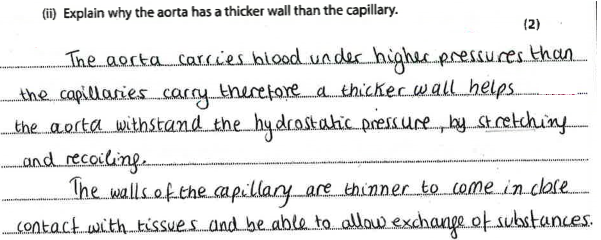 (ii) Explain why the aorta has a thicker wall than the capillary.
(2)
The aorta carries blood under higher pressures than
the capillaries carry therefore a thicker wall helps
the aorta withstand the hydrostatic pressure, by stretching
and recoiling.
The walls of the capillary are thinner to come in close
contact with tissues and be able to allow exchange of substances.